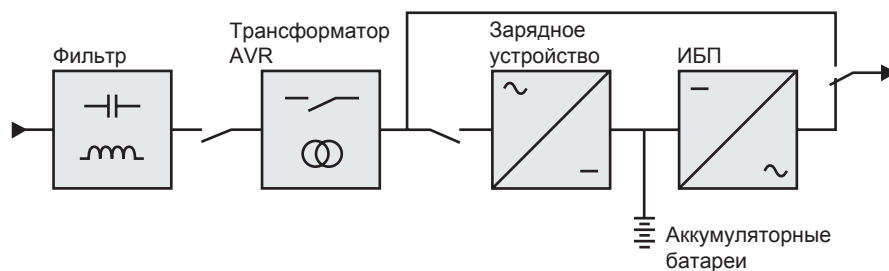 Фильтр
Трансформатор
AVR
Зарядное
устройство
ИБП
Аккумуляторные
батареи